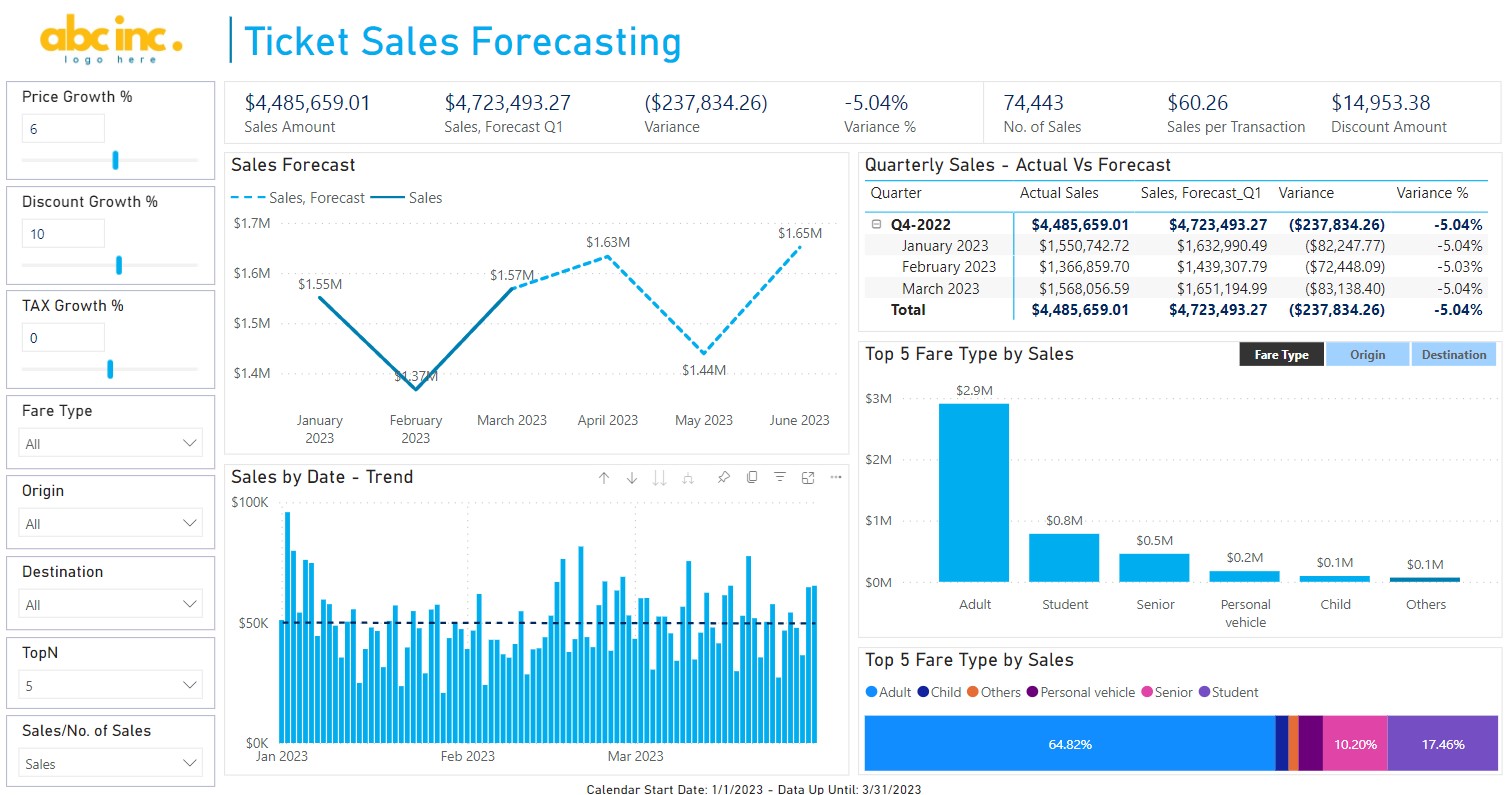 abc inc.
logo here
Ticket Sales Forecasting
Price Growth %
6
Discount Growth %
10
TAX Growth %
0
Fare Type
All
Origin
All
Destination
All
TopN
5
Sales/No. of Sales
Sales
$4,485,659.01 $4,723,493.27 ($237,834.26) -5.04% 74,443 $60.26 $14,953.38
Sales Amount Sales, Forecast Q1 Variance Variance % No. of Sales Sales per Transaction Discount Amount
Sales Forecast
Sales, Forecast Sales
$1.7M
$1.6M
$1.5M
$1.4M
$1.55M
$1.37M
$1.57M
$1.63M
$1.44M
$1.65M
January 2023
February 2023
March 2023
April 2023
May 2023
June 2023
Sales by Date - Trend
$100K
$50K
$0K
Jan 2023 Feb 2023 Mar 2023
Quarterly Sales - Actual Vs Forecast
Quarter Actual Sales Sales, Forecast_Q1 Variance Variance %
Q4-2022 $4,485,659.01 $4,723,493.27 ($237,834.26) -5.04%
January 2023 $1,550,742.72 $1,632,990.49 ($82,247.77) -5.04%
February 2023 $1,366,859.70 $1,439,307.79 ($72,448.09) -5.03%
March 2023 $1,568,056.59 $1,651,194.99 ($83,138.40) -5.04%
Total $4,485,659.01 $4,723,493.27 ($237,834.26) -5.04%
Top 5 Fare Type by Sales
Fare Type Origin Destination
$3M
$2M
$1M
$0M
$2.9M
$0.8M
$0.5M
$0.2M
$0.1M
$0.1M
Adult
Student
Senior
Personal vehicle
Child
Others
Top 5 Fare Type by Sales
Adult Child Others Personal vehicle Senior Student
64.82% 10.20% 17.46%
Calendar Start Date: 1/1/2023 - Data Up Until: 3/31/2023